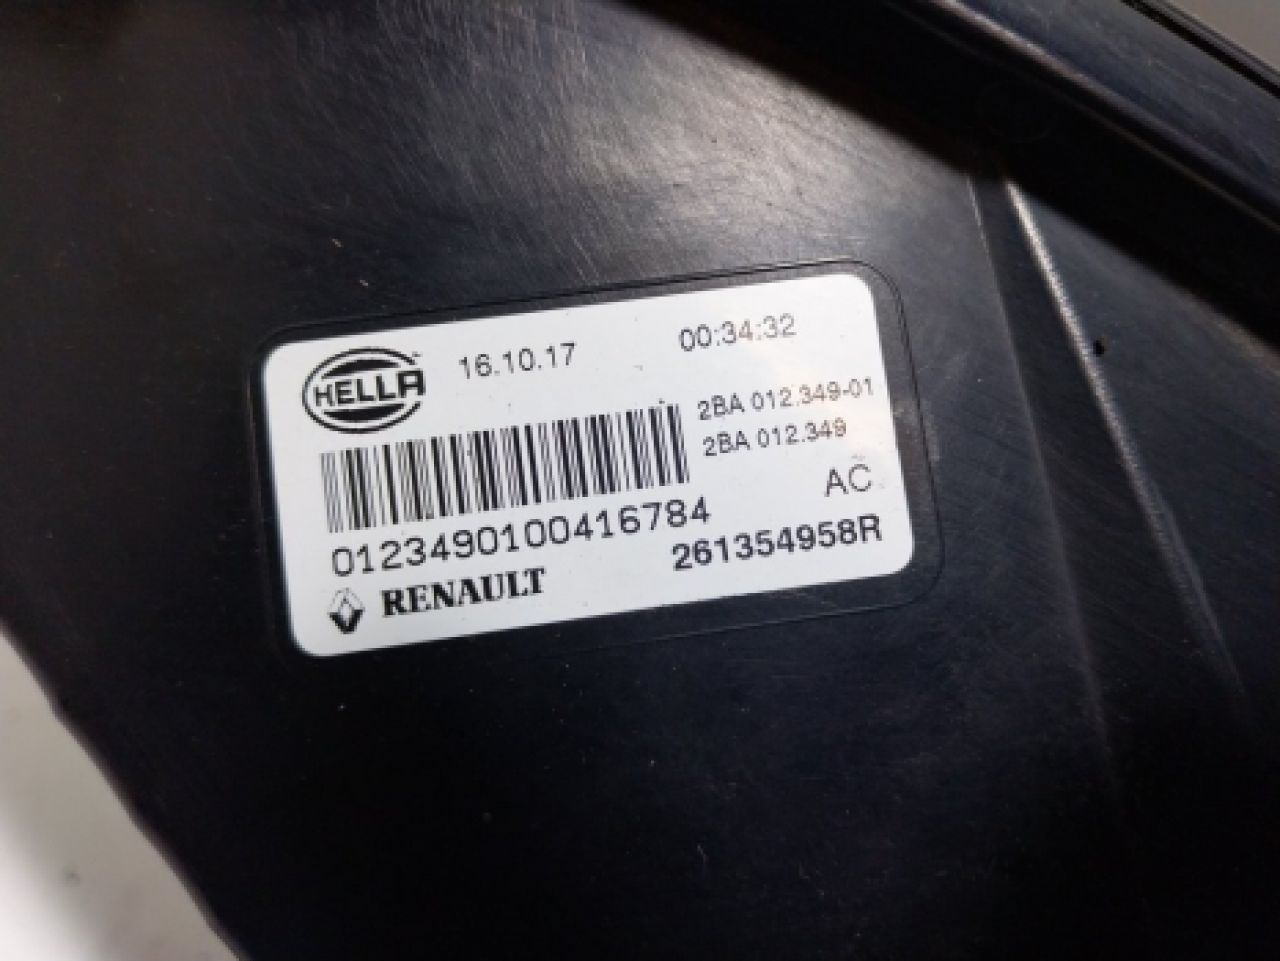 HELLA 16.10.17 00:34:32
2BA 012.349-01
2BA 012.349
AC
0123490100416784
RENAULT 261354958R